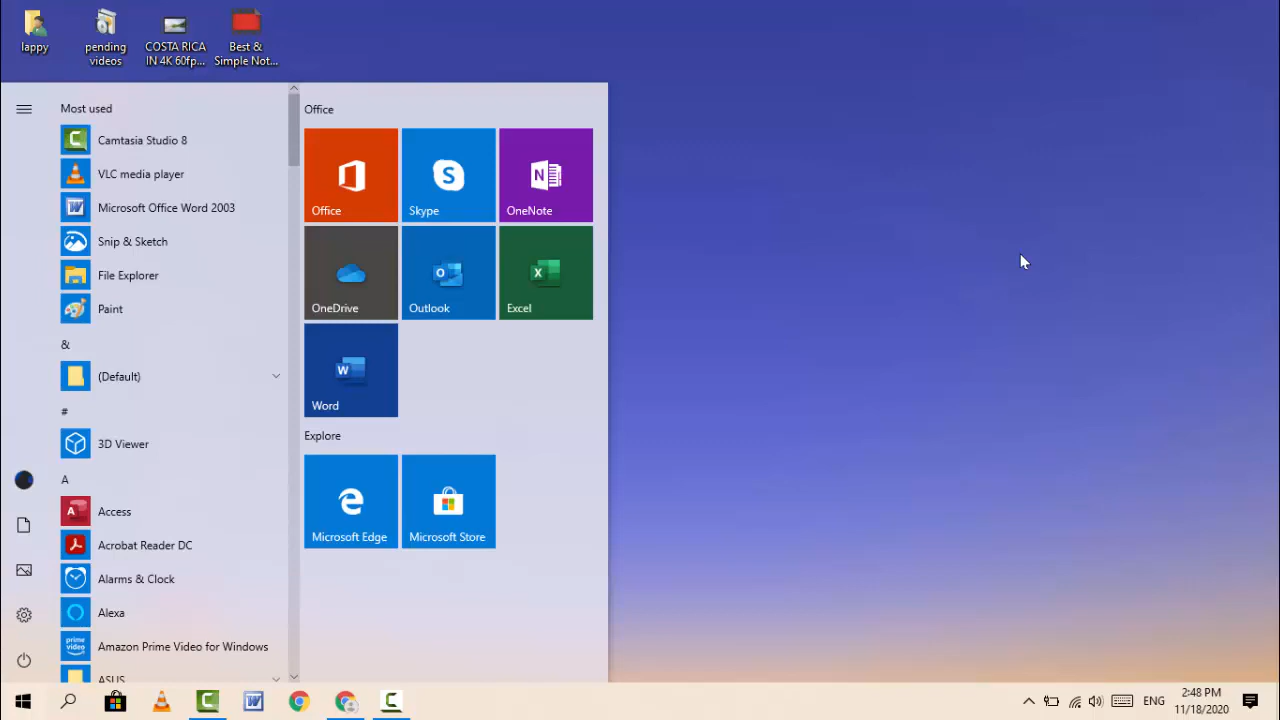 lappy
pending
videos
COSTA RICA
IN 4K 60fp...
Best &
Simple Not...
Most used
Camtasia Studio 8
VLC media player
Microsoft Office Word 2003
Snip & Sketch
File Explorer
Paint
&
(Default)
#
3D Viewer
A
Access
Acrobat Reader DC
Alarms & Clock
Alexa
prime
video
Amazon Prime Video for Windows
ASUS
Office
Office
Skype
OneNote
OneDrive
Outlook
Excel
Word
Explore
Microsoft Edge
Microsoft Store
ENG
2:48 PM
11/18/2020